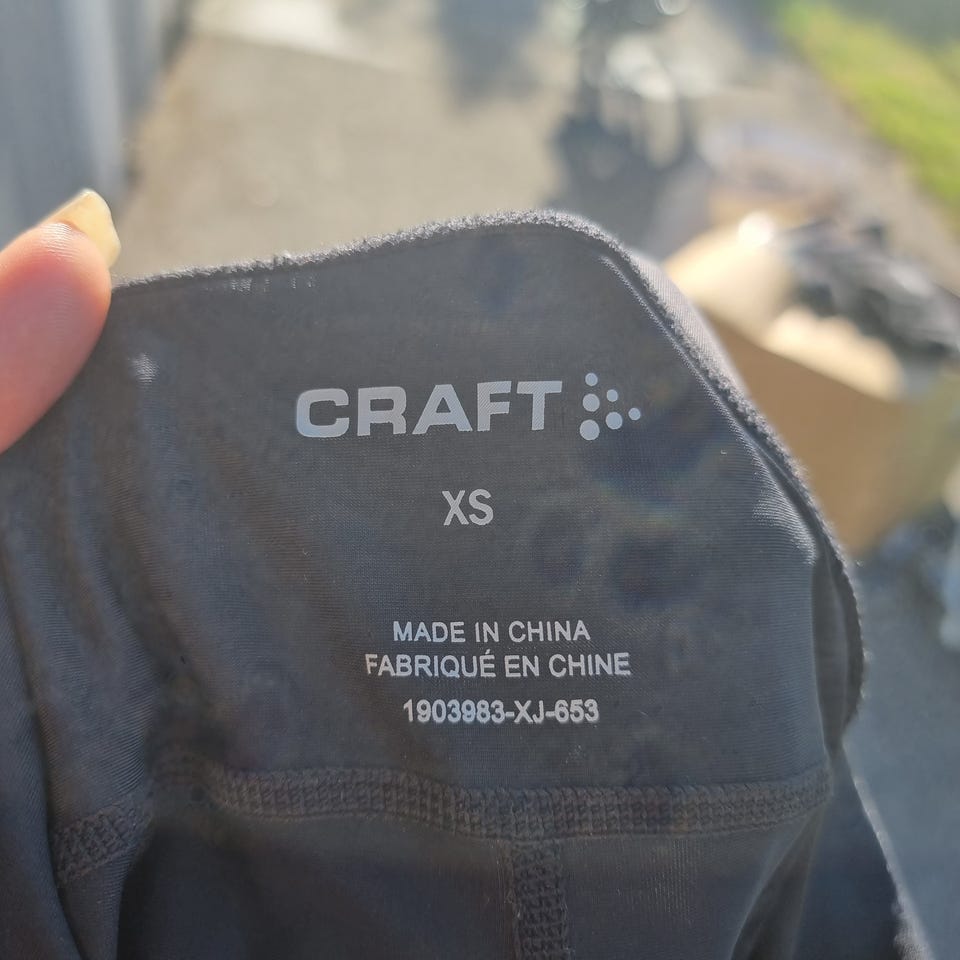 CRAFT
XS
MADE IN CHINA
FABRIQUÉ EN CHINE
1903983-XJ-653